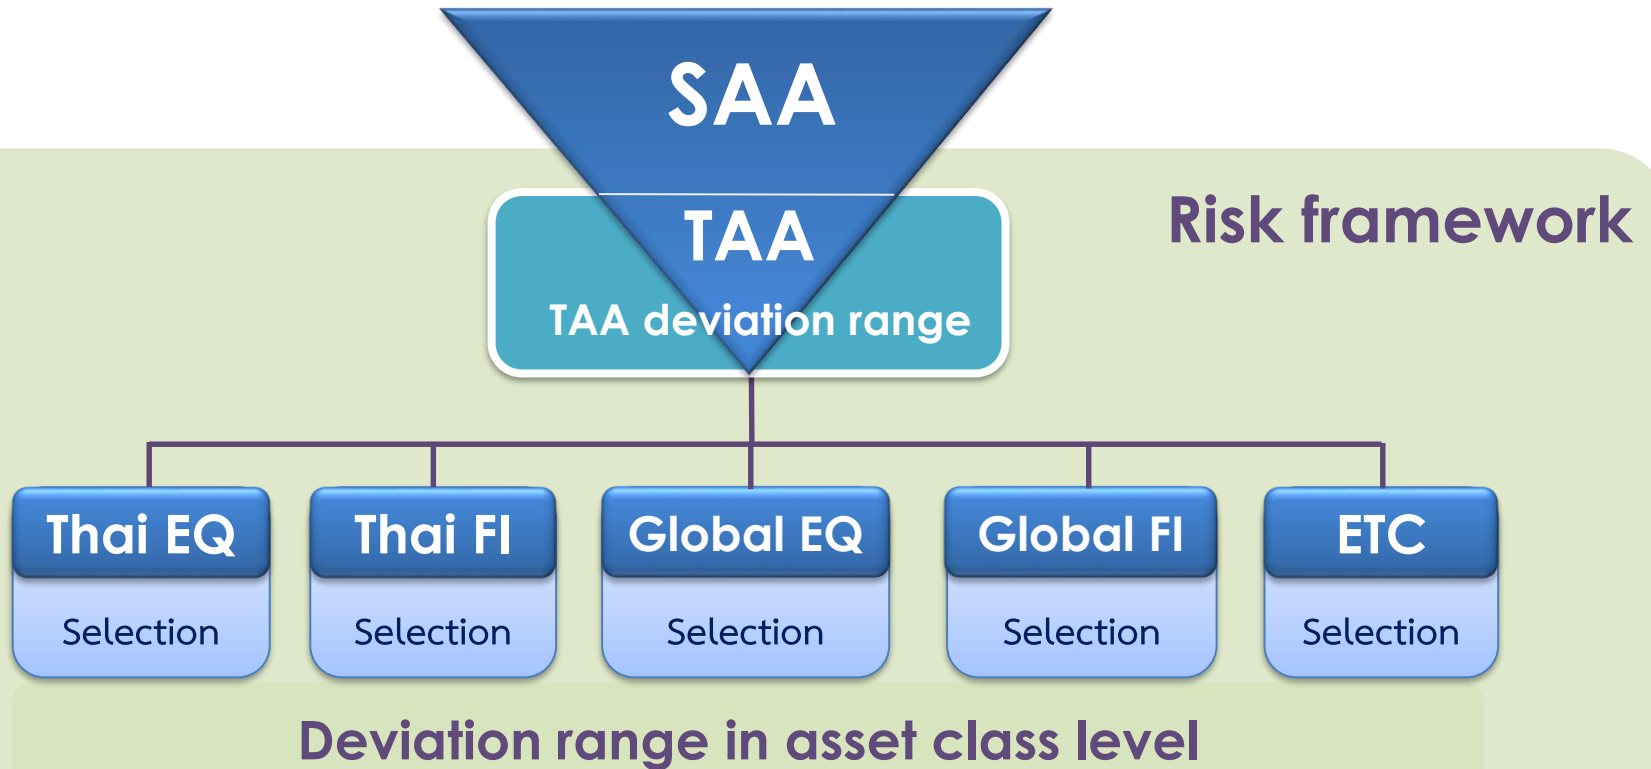 SAA
Risk framework
TAA
TAA deviation range
Thai EQ
Thai FI
Global EQ
Global FI
ETC
Selection
Selection
Selection
Selection
Selection
Deviation range in asset class level